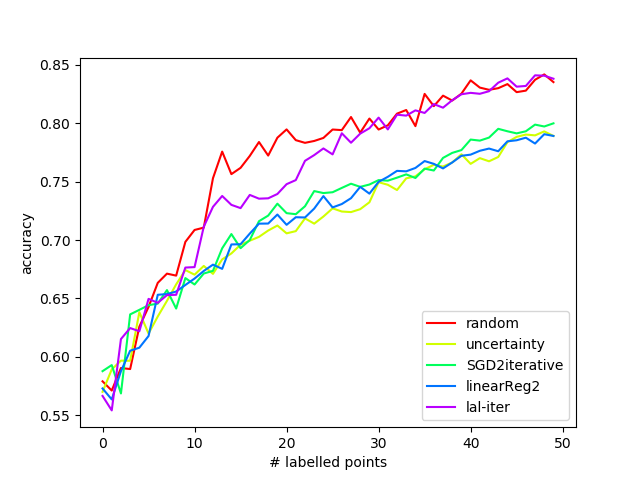 0.85
0.80
0.75
0.70
0.65
0.60
0.55
accuracy
random
uncertainty
SGD2iterative
linearReg2
lal-iter
0 10 20 30 40 50
# labelled points